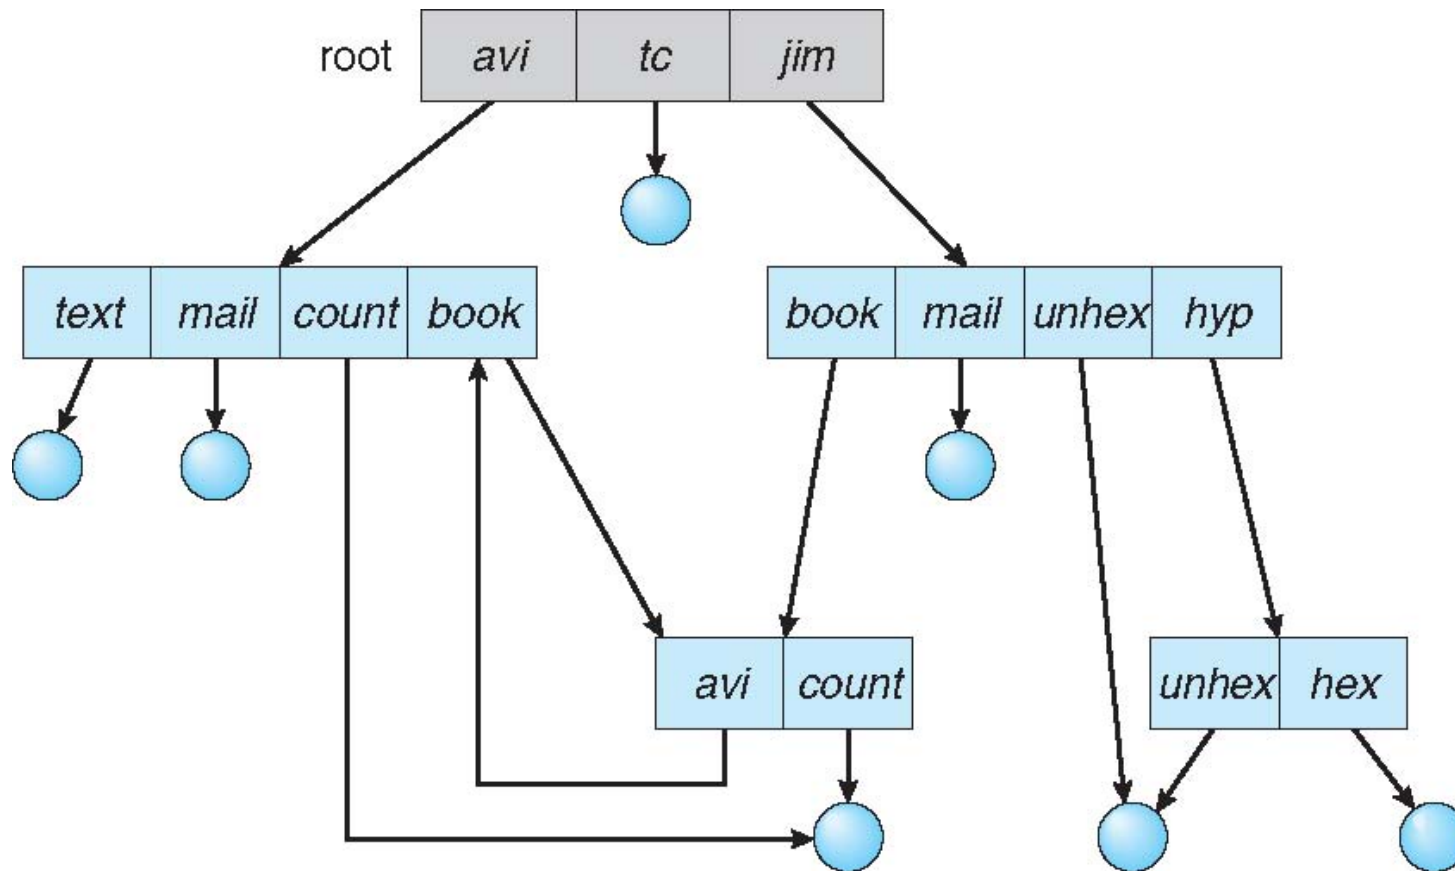 root avi tc jim
text mail count book
book mail unhex hyp
avi count
unhex hex